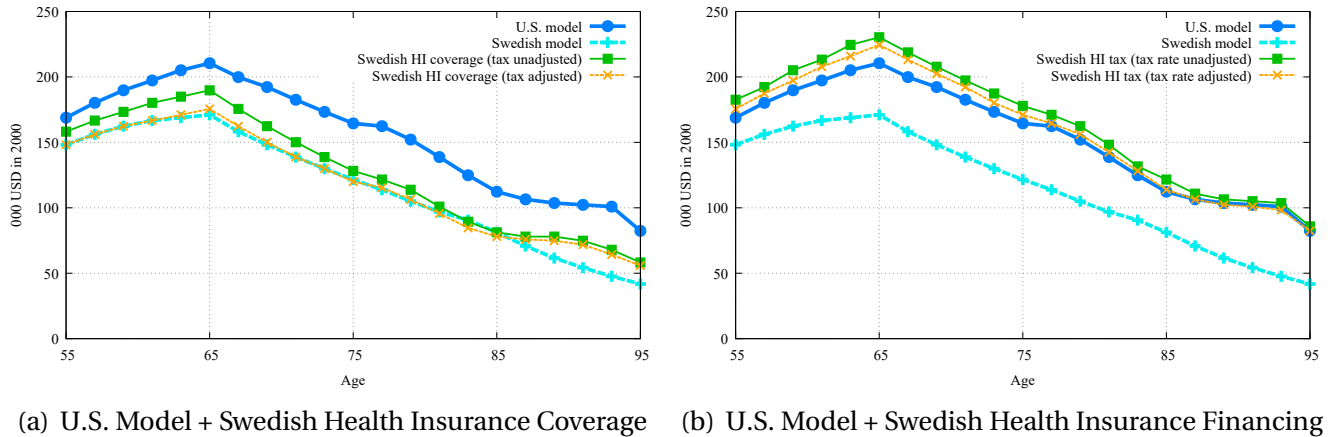 250
200
150
100
50
0
000 USD in 2000
U.S. model
Swedish model
Swedish HI coverage (tax unadjusted)
Swedish HI coverage (tax adjusted)
55 65 75 85 95
Age
(a) U.S. Model + Swedish Health Insurance Coverage
250
200
150
100
50
0
000 USD in 2000
U.S. model
Swedish model
Swedish HI tax (tax rate unadjusted)
Swedish HI tax (tax rate adjusted)
55 65 75 85 95
Age
(b) U.S. Model + Swedish Health Insurance Financing